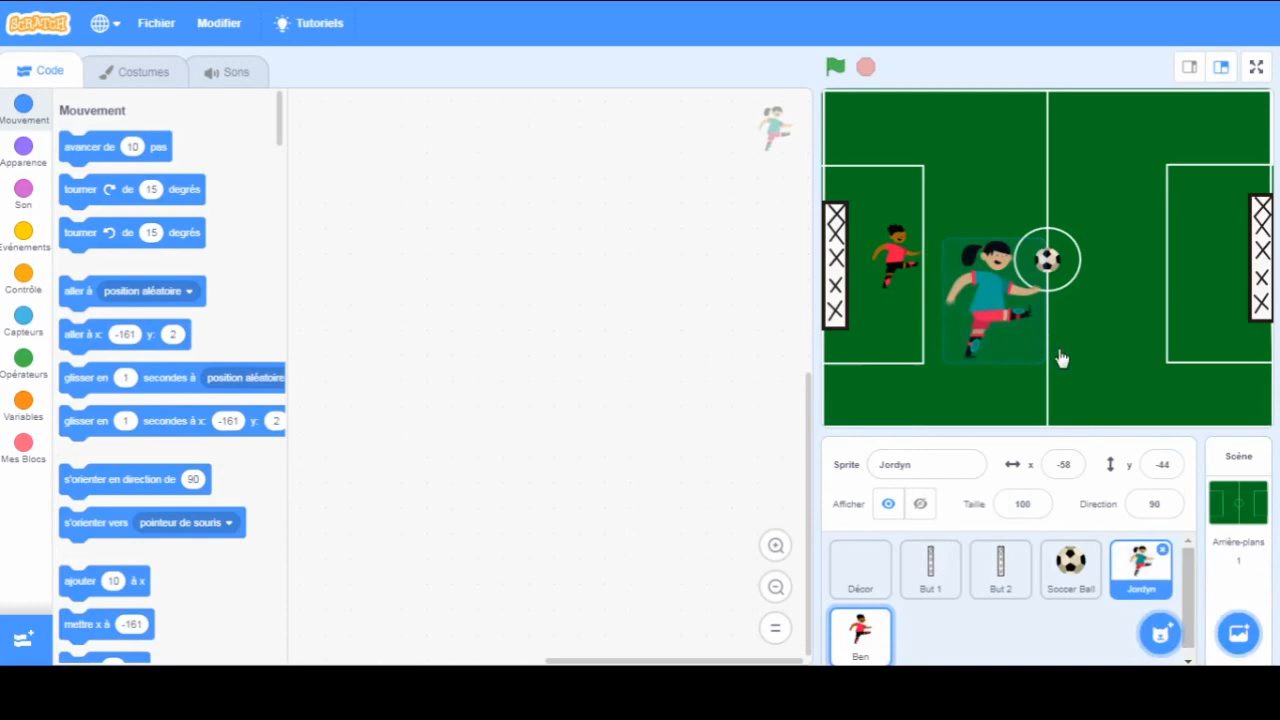 SCRATCH
Fichier
Modifier
Tutoriels
Code
Costumes
Sons
Mouvement
Apparence
Son
Événements
Contrôle
Capteurs
Opérateurs
Variables
Mes Blocs
Mouvement
avancer de 10 pas
tourner de 15 degrés
tourner de 15 degrés
aller à position aléatoire
aller à x: -161 y: 2
glisser en 1 secondes à position aléatoire
glisser en 1 secondes à x: -161 y: 2
s'orienter en direction de 90
s'orienter vers pointeur de souris
ajouter 10 à x
mettre x à -161
Sprite Jordyn x -58 y -44
Afficher Taille 100 Direction 90
Décor
But 1
But 2
Soccer Ball
Jordyn
Ben
Scène
Arrière-plans
1